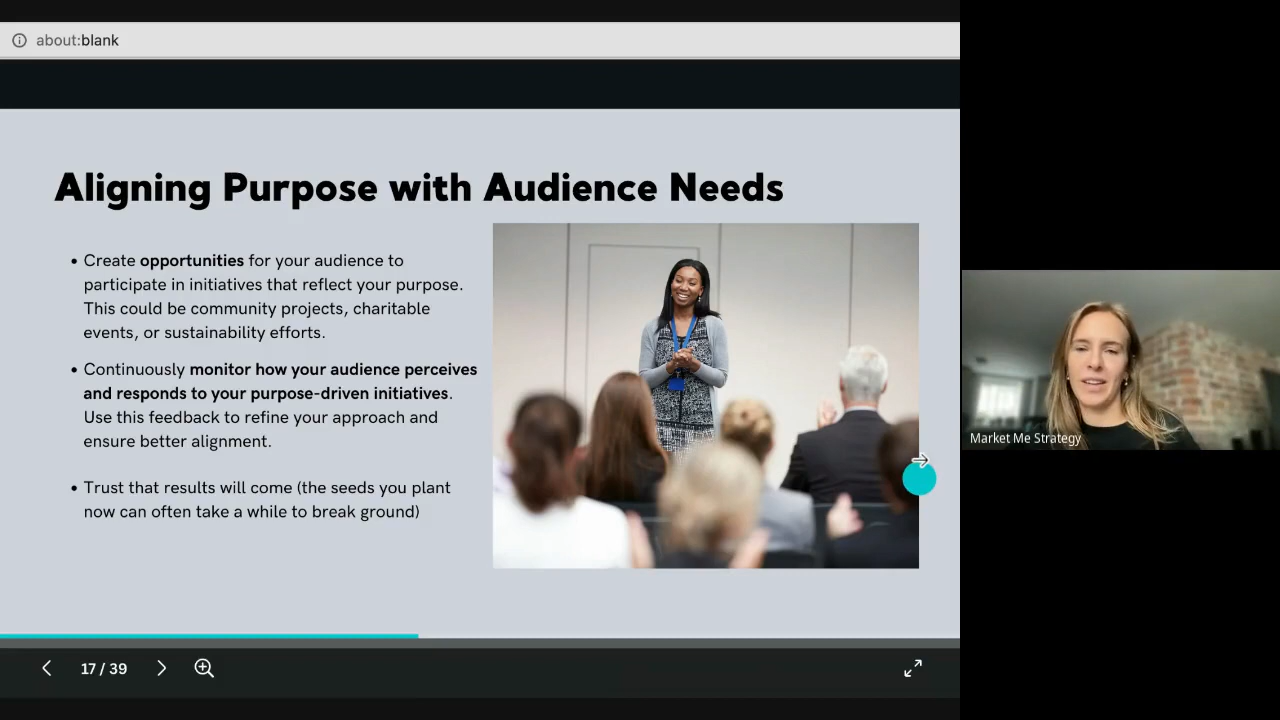 about:blank
Aligning Purpose with Audience Needs
• Create opportunities for your audience to
participate in initiatives that reflect your purpose.
This could be community projects, charitable
events, or sustainability efforts.
• Continuously monitor how your audience perceives
and responds to your purpose-driven initiatives.
Use this feedback to refine your approach and
ensure better alignment.
• Trust that results will come (the seeds you plant
now can often take a while to break ground)
Market Me Strategy
17 / 39